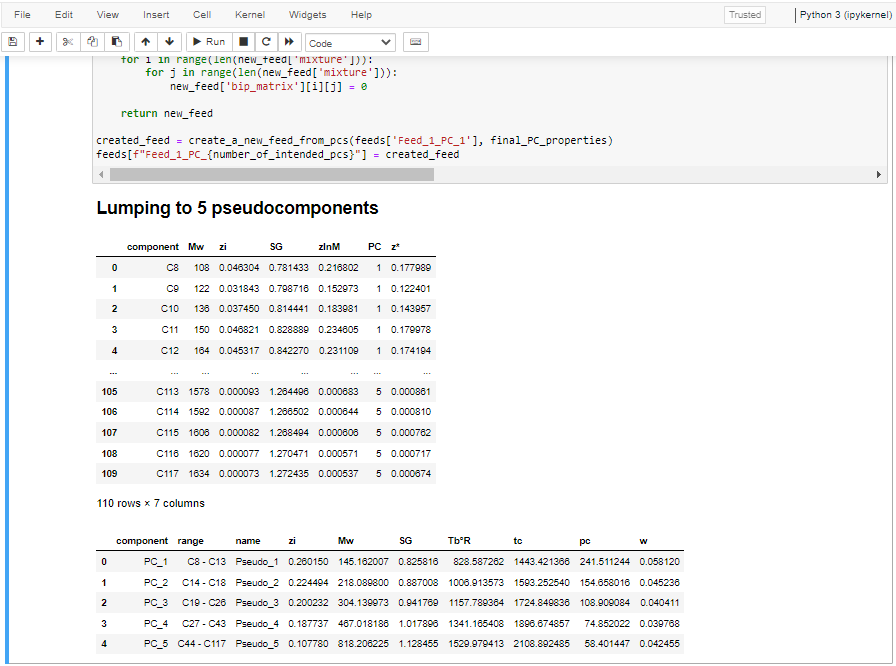 File Edit View Insert Cell Kernel Widgets Help Trusted Python 3 (ipykernel)
Run Code
for i in range(len(new_feed['mixture'])):
for j in range(len(new_feed['mixture'])):
new_feed['bip_matrix'][i][j] = 0
return new_feed
created_feed = create_a_new_feed_from_pcs(feeds['Feed_1_PC_1'], final_PC_properties)
feeds[f"Feed_1_PC_{number_of_intended_pcs}"] = created_feed
Lumping to 5 pseudocomponents
component Mw zi SG zlnM PC z*
0 C8 108 0.046304 0.781433 0.216802 1 0.177989
1 C9 122 0.031843 0.798716 0.152973 1 0.122401
2 C10 136 0.037450 0.814441 0.183981 1 0.143957
3 C11 150 0.046821 0.828889 0.234605 1 0.179978
4 C12 164 0.045317 0.842270 0.231109 1 0.174194
... ... ... ... ... ... ... ...
105 C113 1578 0.000093 1.264496 0.000683 5 0.000861
106 C114 1592 0.000087 1.266502 0.000644 5 0.000810
107 C115 1606 0.000082 1.268494 0.000606 5 0.000762
108 C116 1620 0.000077 1.270471 0.000571 5 0.000717
109 C117 1634 0.000073 1.272435 0.000537 5 0.000674
110 rows × 7 columns
component range name zi Mw SG Tb°R tc pc w
0 PC_1 C8 - C13 Pseudo_1 0.260150 145.162007 0.825816 828.587262 1443.421366 241.511244 0.058120
1 PC_2 C14 - C18 Pseudo_2 0.224494 218.089800 0.887008 1006.913573 1593.252540 154.658016 0.045236
2 PC_3 C19 - C26 Pseudo_3 0.200232 304.139973 0.941769 1157.789364 1724.849836 108.909084 0.040411
3 PC_4 C27 - C43 Pseudo_4 0.187737 467.018186 1.017896 1341.165408 1896.674857 74.852022 0.039768
4 PC_5 C44 - C117 Pseudo_5 0.107780 818.206225 1.128455 1529.979413 2108.892485 58.401447 0.042455